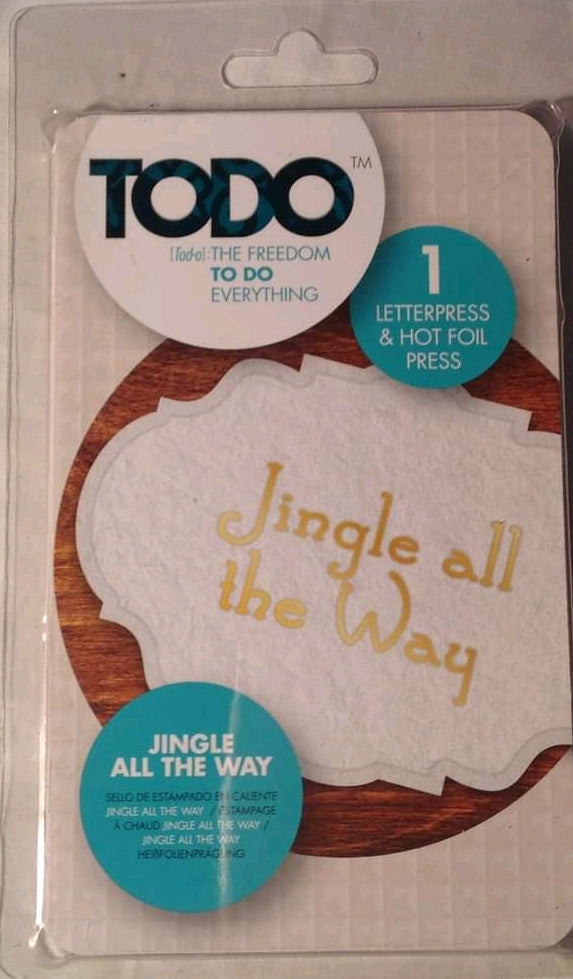 TODO™
[Tod-o]:THE FREEDOM
TO DO
EVERYTHING
1
LETTERPRESS
& HOT FOIL
PRESS
Jingle all
the Way
JINGLE
ALL THE WAY
SELLO DE ESTAMPADO EN CALIENTE
JINGLE ALL THE WAY / ESTAMPAGE
À CHAUD JINGLE ALL THE WAY /
JINGLE ALL THE WAY
HEIßFOLIENPRÄGUNG